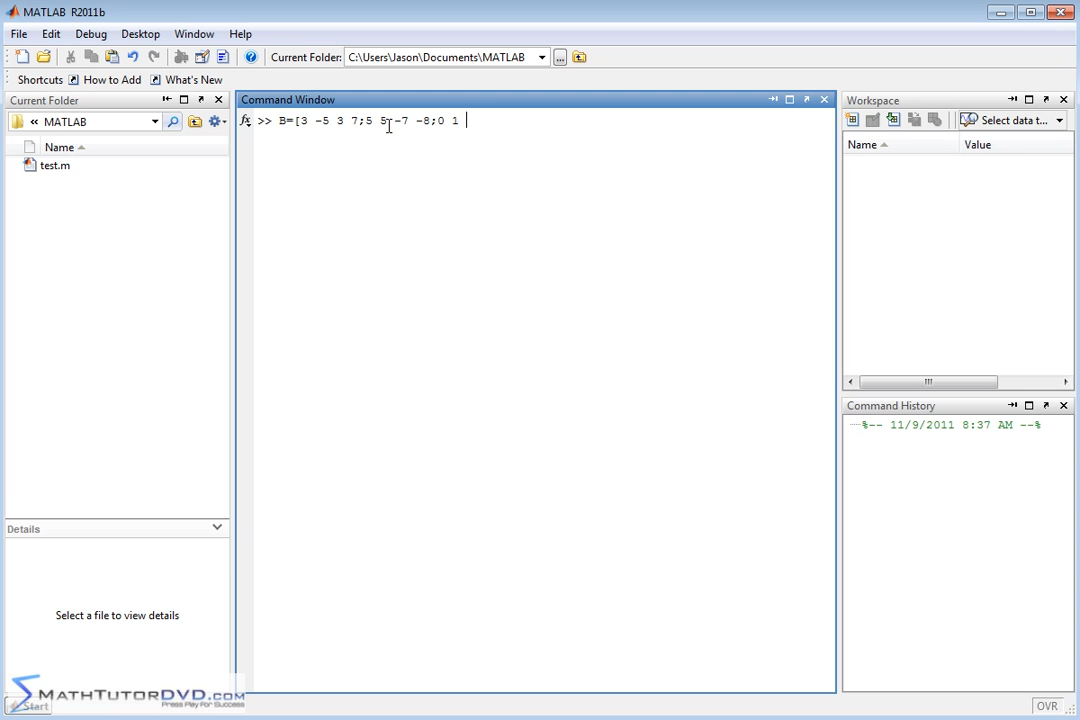 MATLAB R2011b
File Edit Debug Desktop Window Help
Current Folder: C:\Users\Jason\Documents\MATLAB ...
Shortcuts How to Add What's New
Current Folder
« MATLAB
Name
test.m
Details
Select a file to view details
Start
MATHTUTORDVD.COM
Press Play For Success
Command Window
fx >> B=[3 -5 3 7;5 5 -7 -8;0 1
Workspace
Select data t...
Name Value
Command History
%-- 11/9/2011 8:37 AM --%
OVR